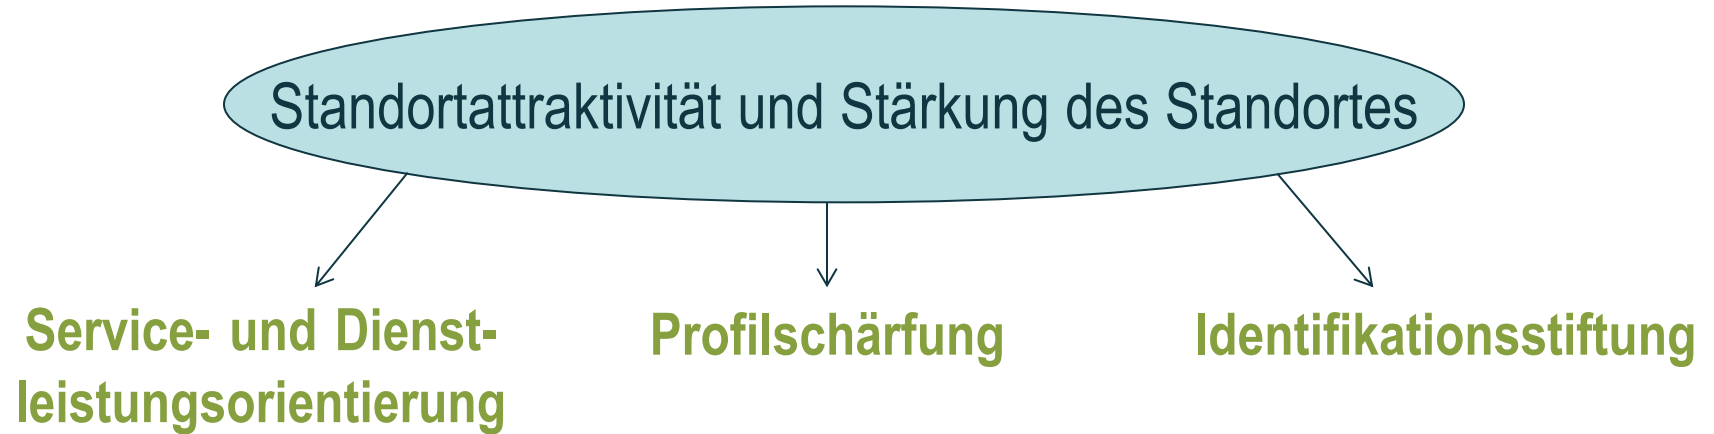 Standortattraktivität und Stärkung des Standortes
Service- und Dienst-
leistungsorientierung
Profilschärfung
Identifikationsstiftung